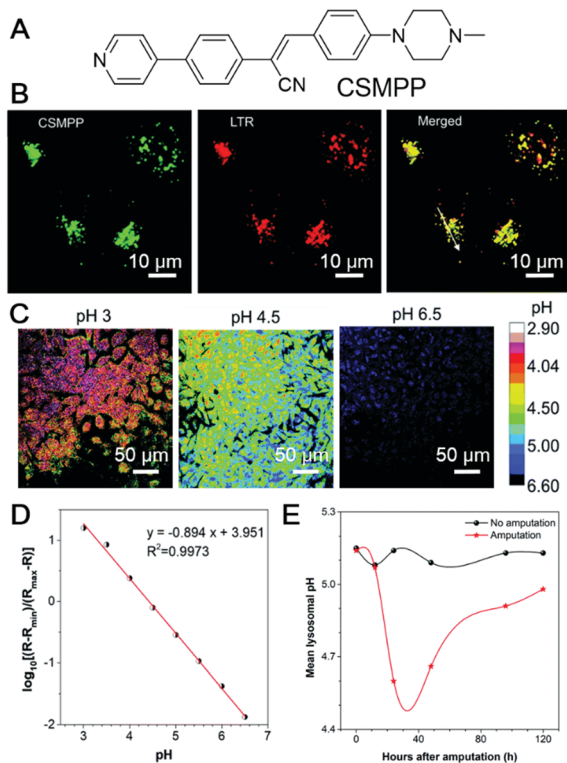 A
N
CN
N
N
CSMPP
B
CSMPP
LTR
Merged
10 μm
10 μm
10 μm
C
pH 3
pH 4.5
pH 6.5
pH
50 μm
50 μm
50 μm
2.90
4.04
4.50
5.00
6.60
D
y = -0.894 x + 3.951
R²=0.9973
log₁₀[(R-Rmin)/(Rmax-R)]
1
0
-1
-2
3 4 5 6 7
pH
E
No amputation
Amputation
Mean lysosomal pH
5.3
5.0
4.7
4.4
0 40 80 120
Hours after amputation (h)